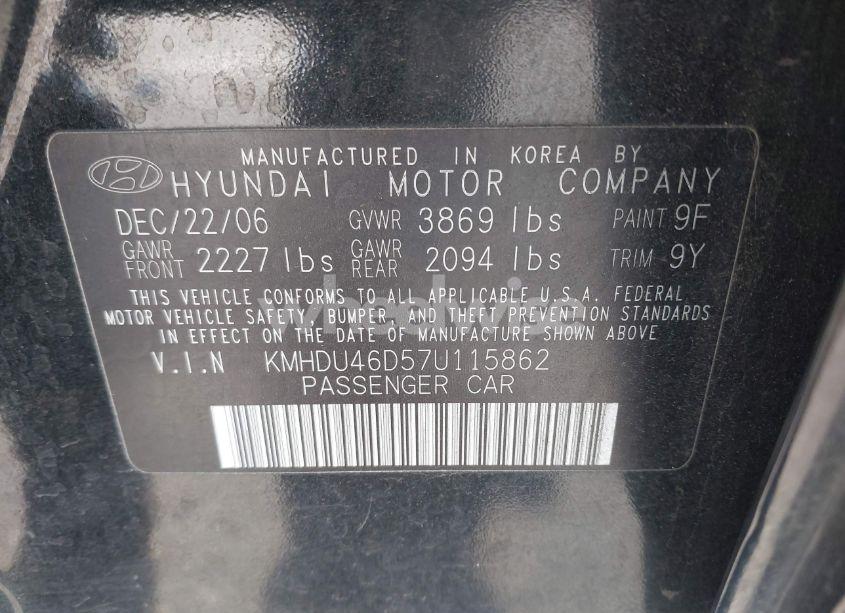 MANUFACTURED IN KOREA BY
HYUNDAI MOTOR COMPANY
DEC/22/06 GVWR 3869 lbs PAINT 9F
GAWR FRONT 2227 lbs GAWR REAR 2094 lbs TRIM 9Y
THIS VEHICLE CONFORMS TO ALL APPLICABLE U.S.A. FEDERAL
MOTOR VEHICLE SAFETY, BUMPER, AND THEFT PREVENTION STANDARDS
IN EFFECT ON THE DATE OF MANUFACTURE SHOWN ABOVE
V.I.N KMHDU46D57U115862
PASSENGER CAR